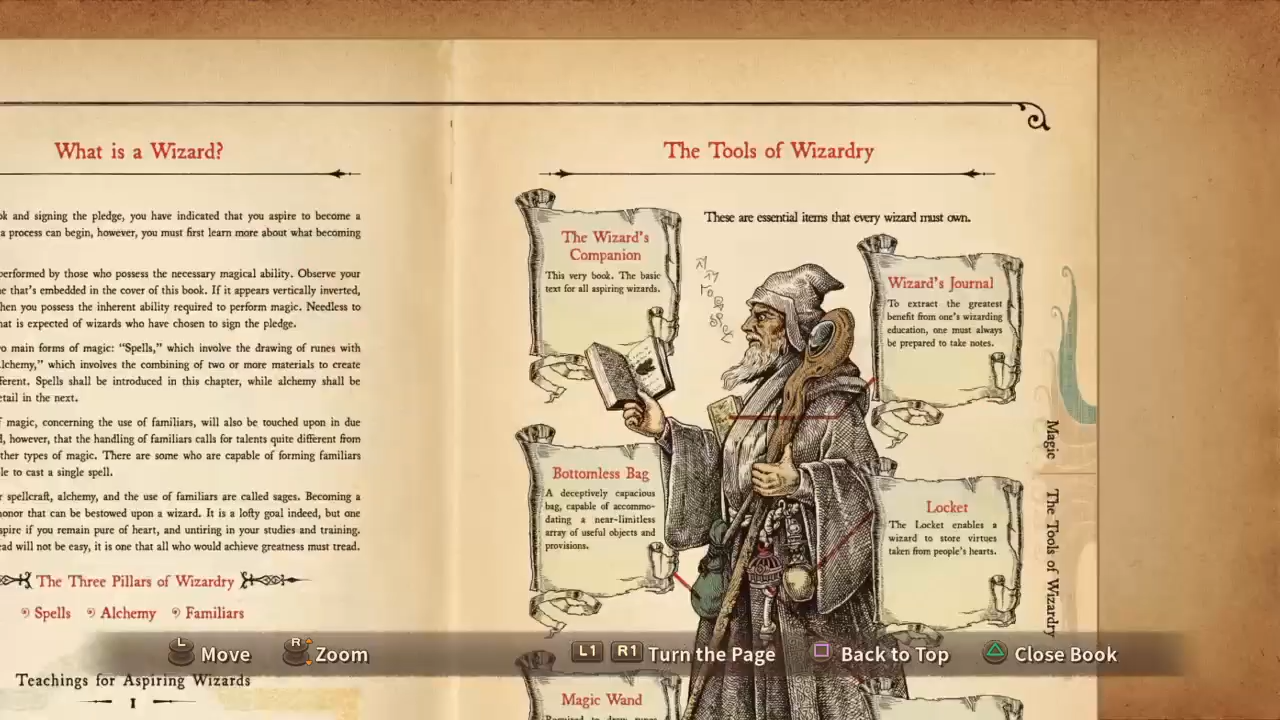 What is a Wizard?
ok and signing the pledge, you have indicated that you aspire to become a
a process can begin, however, you must first learn more about what becoming
performed by those who possess the necessary magical ability. Observe your
e that's embedded in the cover of this book. If it appears vertically inverted,
hen you possess the inherent ability required to perform magic. Needless to
hat is expected of wizards who have chosen to sign the pledge.
o main forms of magic: “Spells,” which involve the drawing of runes with
lchemy,” which involves the combining of two or more materials to create
fferent. Spells shall be introduced in this chapter, while alchemy shall be
etail in the next.
f magic, concerning the use of familiars, will also be touched upon in due
d, however, that the handling of familiars calls for talents quite different from
ther types of magic. There are some who are capable of forming familiars
le to cast a single spell.
r spellcraft, alchemy, and the use of familiars are called sages. Becoming a
honor that can be bestowed upon a wizard. It is a lofty goal indeed, but one
spire if you remain pure of heart, and untiring in your studies and training.
ead will not be easy, it is one that all who would achieve greatness must tread.
The Three Pillars of Wizardry
Spells Alchemy Familiars
Teachings for Aspiring Wizards
I
The Tools of Wizardry
These are essential items that every wizard must own.
The Wizard's
Companion
This very book. The basic
text for all aspiring wizards.
Wizard's Journal
To extract the greatest
benefit from one's wizarding
education, one must always
be prepared to take notes.
Bottomless Bag
A deceptively capacious
bag, capable of accommo-
dating a near-limitless
array of useful objects and
provisions.
Locket
The Locket enables a
wizard to store virtues
taken from people's hearts.
Magic Wand
Required to draw runes
Magic
The Tools of Wizardry
L Move R Zoom L1 R1 Turn the Page Back to Top Close Book